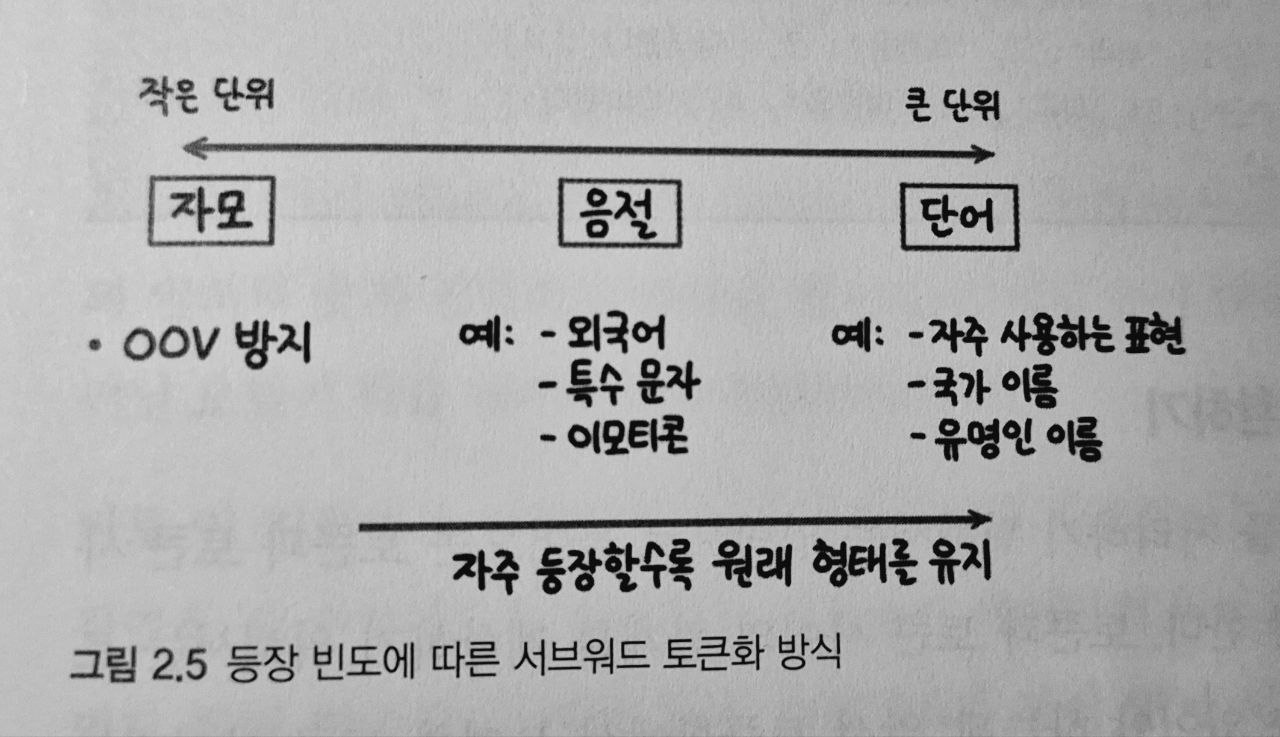 작은 단위 큰 단위
자모 음절 단어
• OOV 방지 예: - 외국어 예: - 자주 사용하는 표현
- 특수 문자 - 국가 이름
- 이모티콘 - 유명인 이름
자주 등장할수록 원래 형태를 유지
그림 2.5 등장 빈도에 따른 서브워드 토큰화 방식